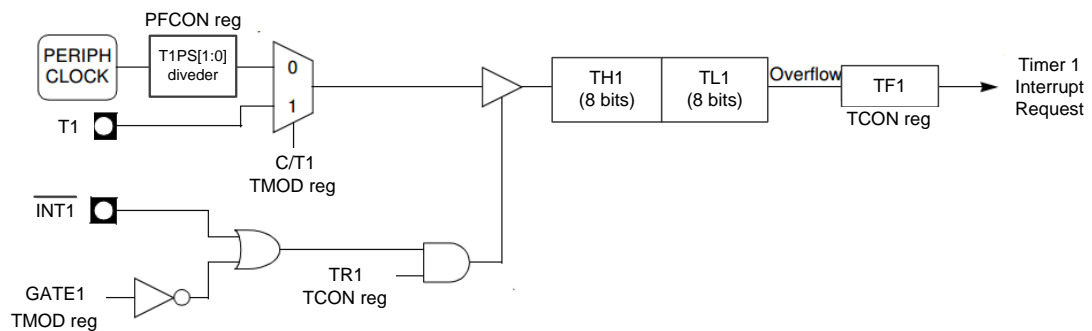 PFCON reg
PERIPH
CLOCK
T1PS[1:0]
diveder
0
1
T1
C/T1
TMOD reg
TH1
(8 bits)
TL1
(8 bits)
Overflow
TF1
TCON reg
Timer 1
Interrupt
Request
INT1
TR1
TCON reg
GATE1
TMOD reg